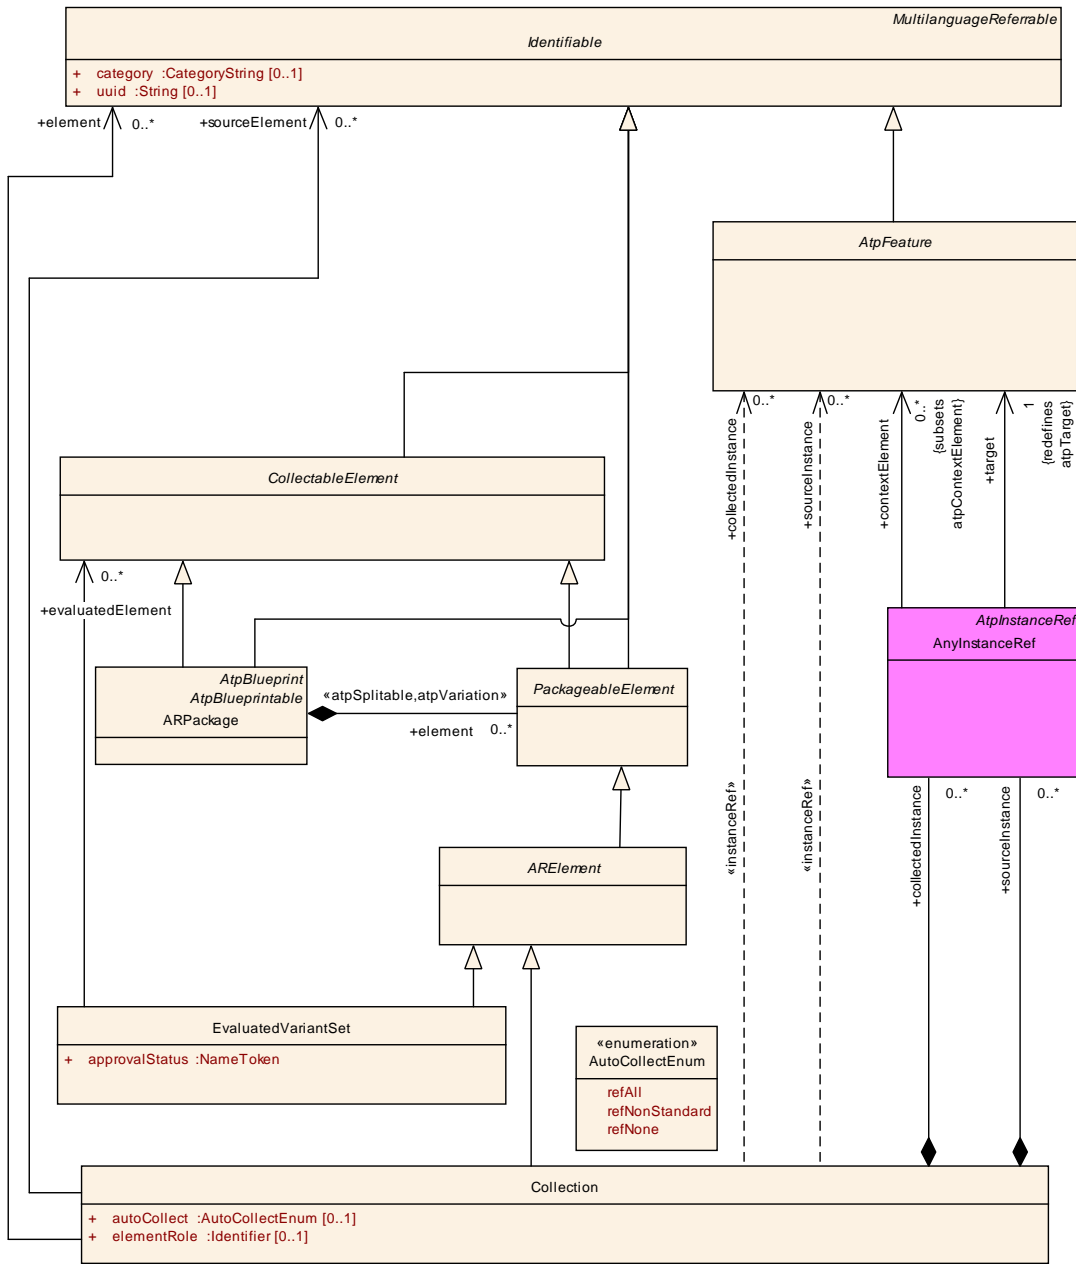 MultilanguageReferrable
Identifiable
+ category :CategoryString [0..1]
+ uuid :String [0..1]
+element 0..*
+sourceElement 0..*
AtpFeature
0..*
+collectedInstance
0..*
+sourceInstance
+contextElement
0..*
{subsets
atpContextElement}
+target
1
{redefines
atpTarget}
CollectableElement
0..*
+evaluatedElement
AtpInstanceRef
AnyInstanceRef
AtpBlueprint
AtpBlueprintable
ARPackage
«atpSplitable,atpVariation»
+element 0..*
PackageableElement
«instanceRef»
«instanceRef»
+collectedInstance
0..*
+sourceInstance
0..*
ARElement
EvaluatedVariantSet
+ approvalStatus :NameToken
«enumeration»
AutoCollectEnum
refAll
refNonStandard
refNone
Collection
+ autoCollect :AutoCollectEnum [0..1]
+ elementRole :Identifier [0..1]